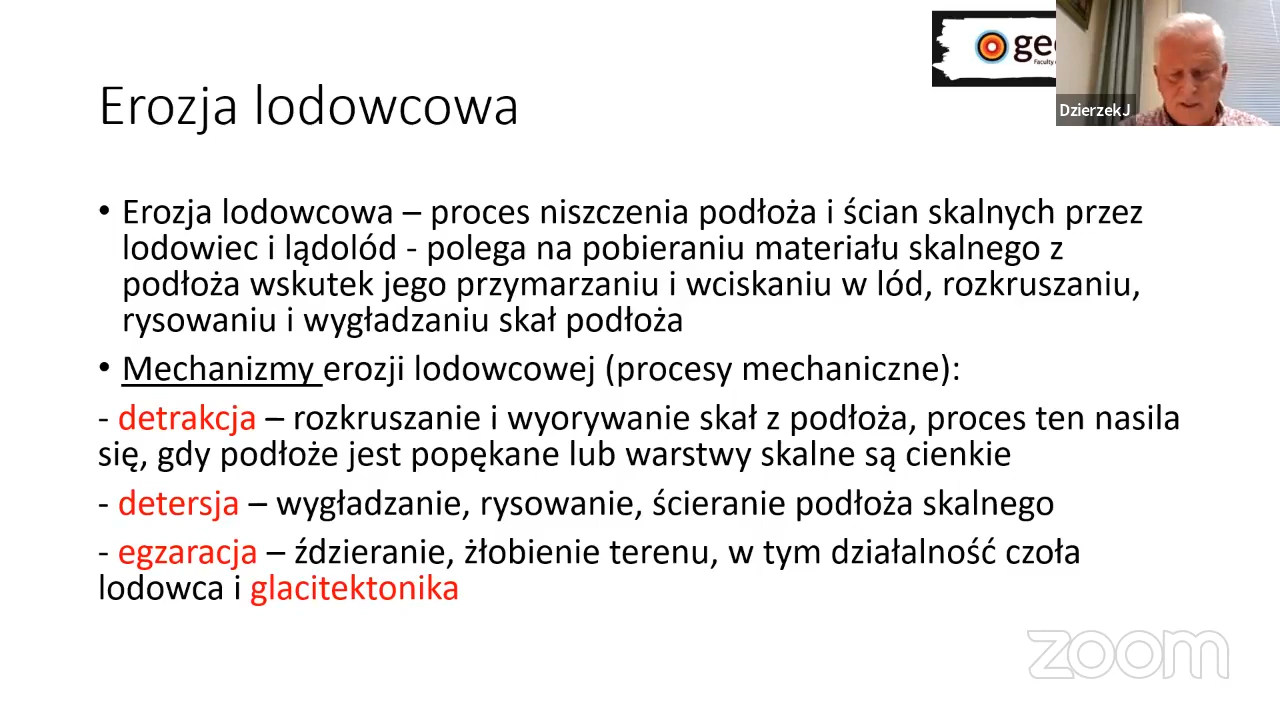 geo
Faculty
DzierzekJ
Erozja lodowcowa
• Erozja lodowcowa – proces niszczenia podłoża i ścian skalnych przez
lodowiec i lądolód - polega na pobieraniu materiału skalnego z
podłoża wskutek jego przymarzaniu i wciskaniu w lód, rozkruszaniu,
rysowaniu i wygładzaniu skał podłoża
• Mechanizmy erozji lodowcowej (procesy mechaniczne):
- detrakcja – rozkruszanie i wyorywanie skał z podłoża, proces ten nasila
się, gdy podłoże jest popękane lub warstwy skalne są cienkie
- detersja – wygładzanie, rysowanie, ścieranie podłoża skalnego
- egzaracja – ździeranie, żłobienie terenu, w tym działalność czoła
lodowca i glacitektonika
zoom